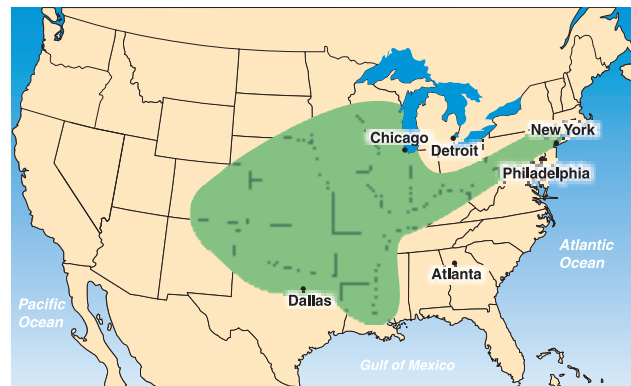 New York
Chicago
Detroit
Philadelphia
Atlantic
Ocean
Atlanta
Dallas
Pacific
Ocean
Gulf of Mexico